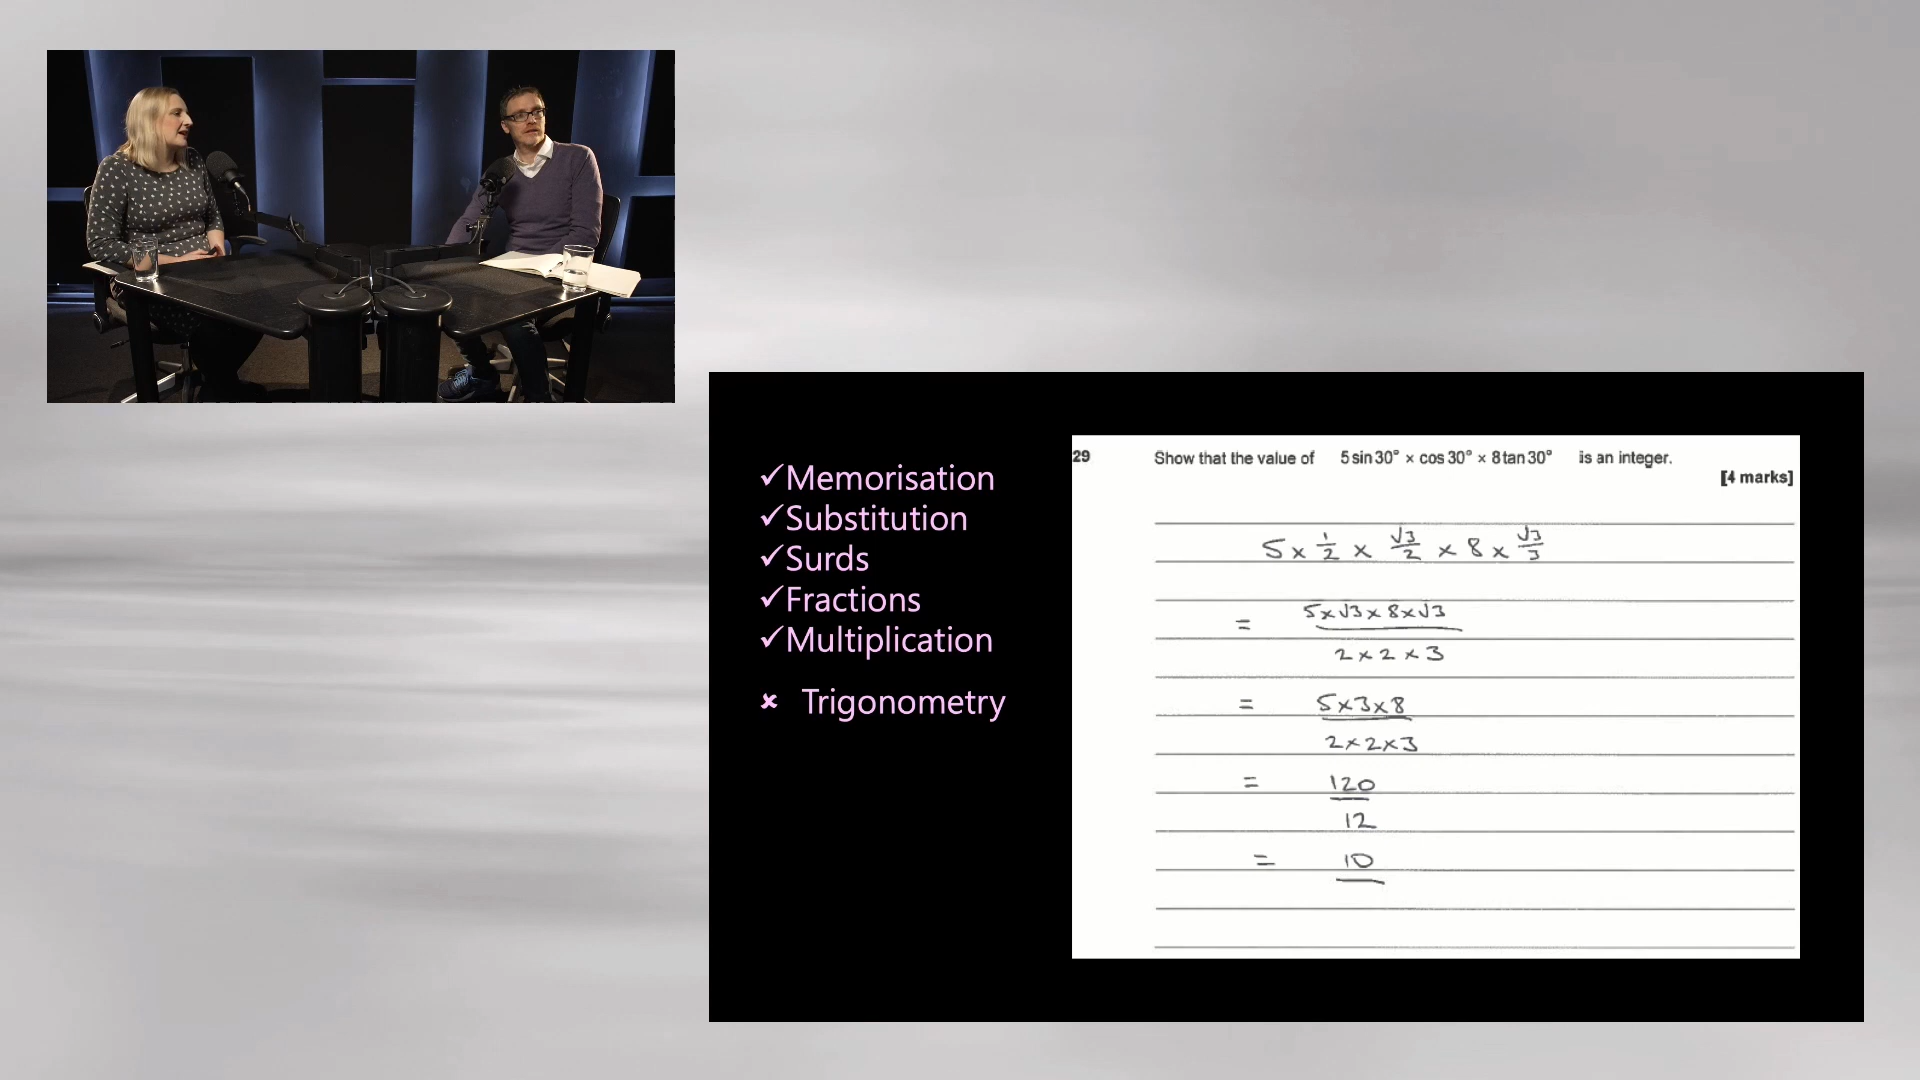 ✓Memorisation
✓Substitution
✓Surds
✓Fractions
✓Multiplication
× Trigonometry
29 Show that the value of 5 sin 30° × cos 30° × 8 tan 30° is an integer.
[4 marks]
5 × 1/2 × √3/2 × 8 × √3/3
= 5×√3×8×√3
2×2×3
= 5×3×8
2×2×3
= 120
12
= 10